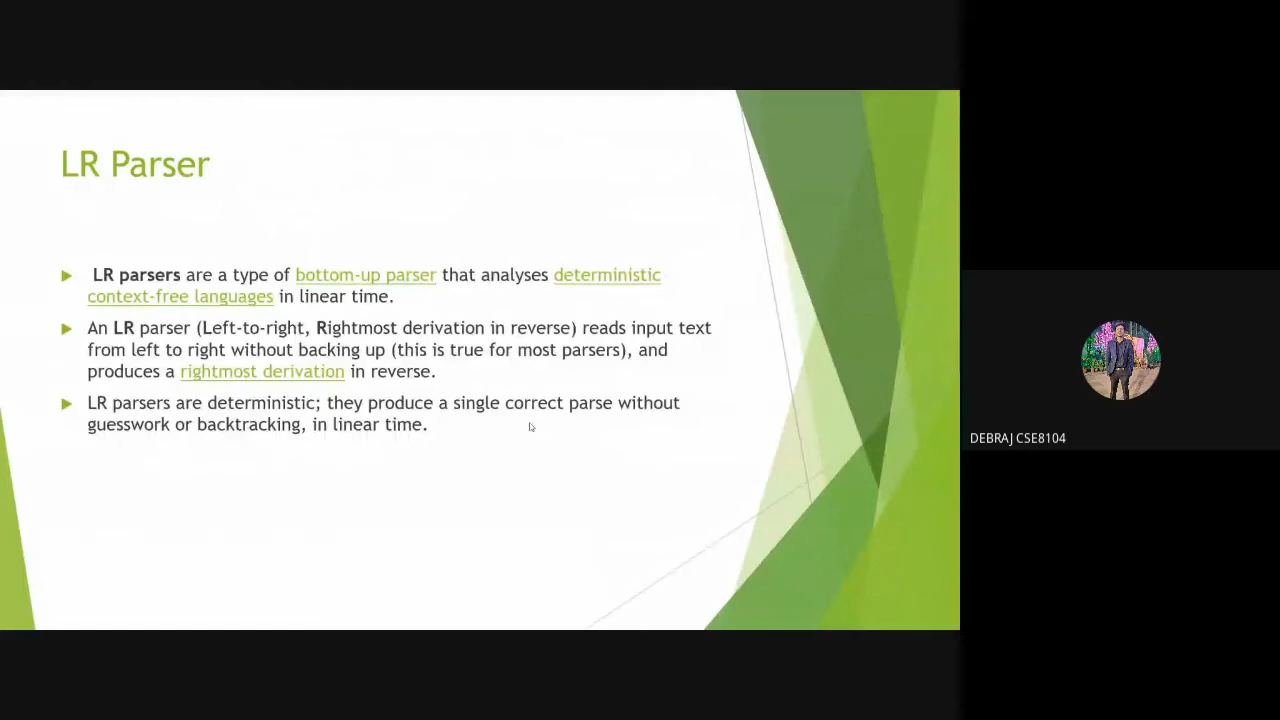 LR Parser
LR parsers are a type of bottom-up parser that analyses deterministic
context-free languages in linear time.
An LR parser (Left-to-right, Rightmost derivation in reverse) reads input text
from left to right without backing up (this is true for most parsers), and
produces a rightmost derivation in reverse.
LR parsers are deterministic; they produce a single correct parse without
guesswork or backtracking, in linear time.
DEBRAJ CSE8104